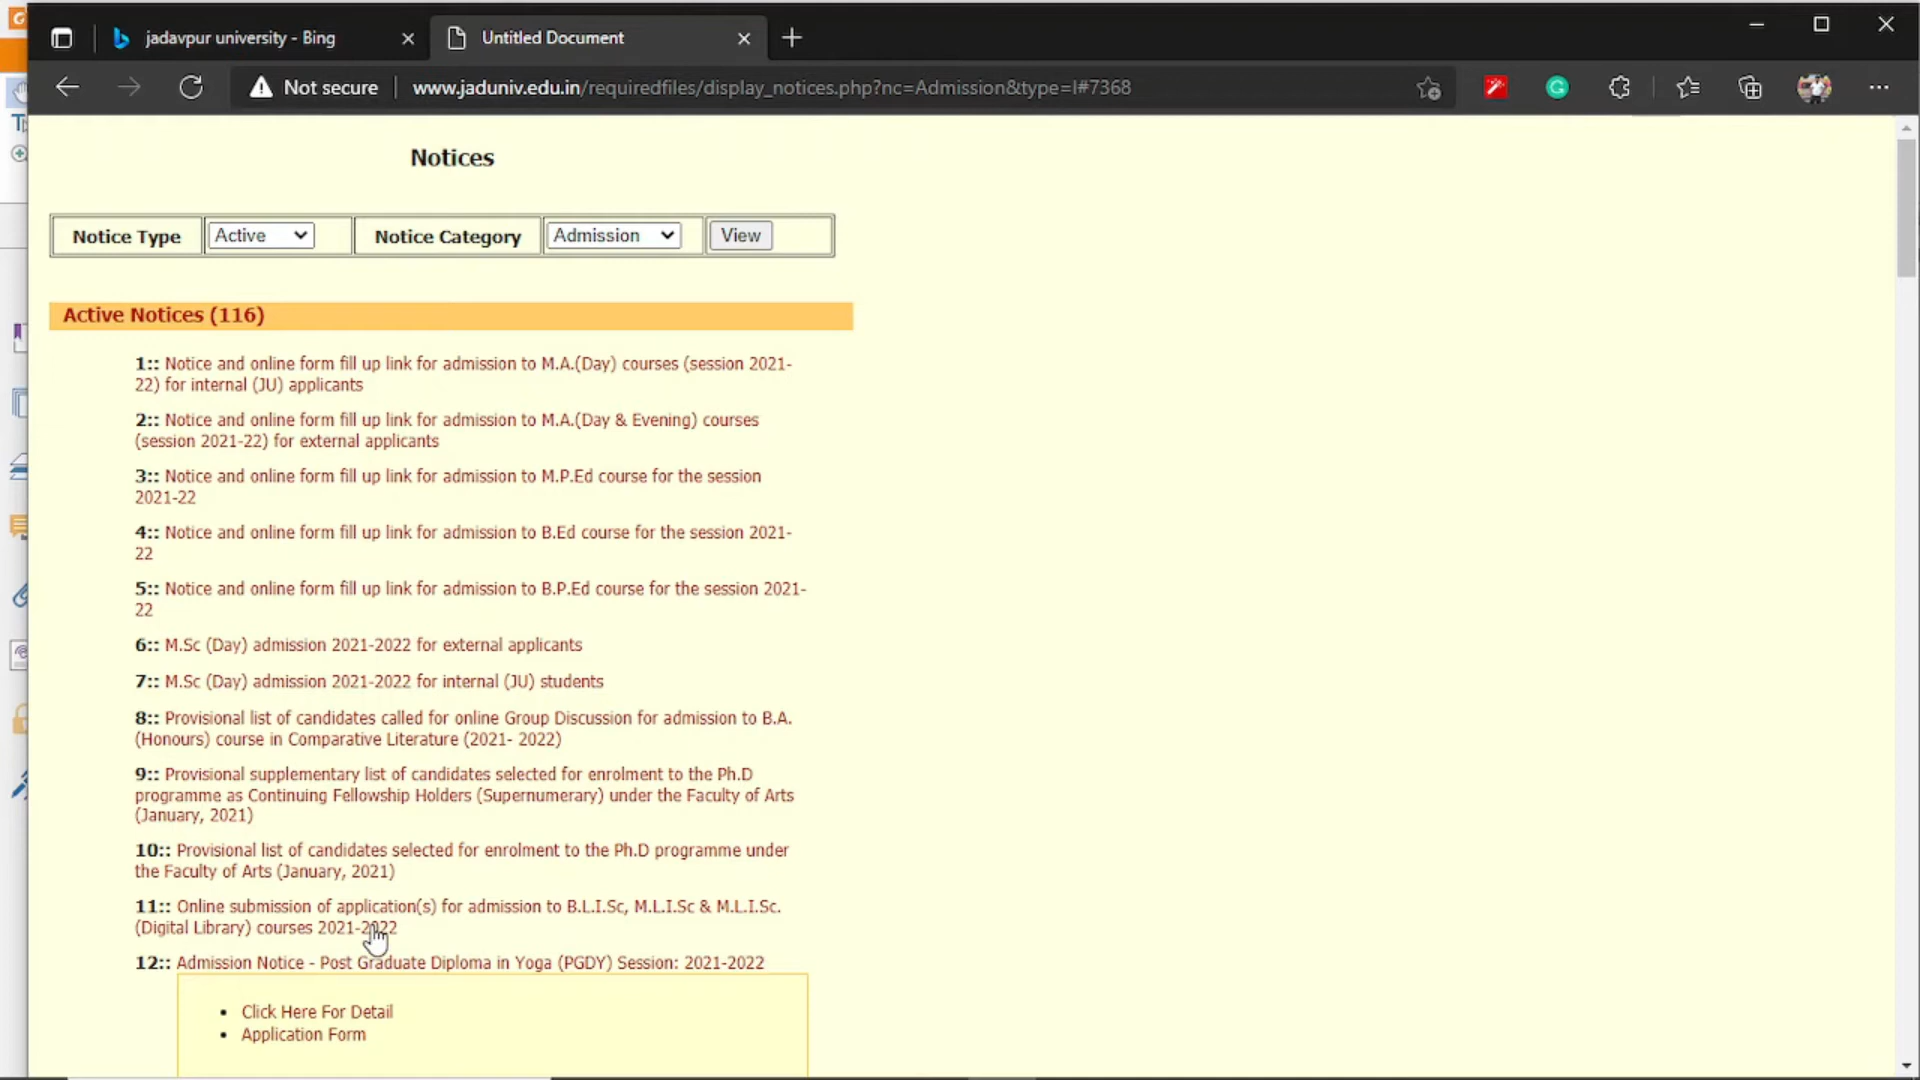 jadavpur university - Bing
Untitled Document
Not secure
www.jaduniv.edu.in/requiredfiles/display_notices.php?nc=Admission&type=I#7368
Notices
Notice Type Active Notice Category Admission View
Active Notices (116)
1:: Notice and online form fill up link for admission to M.A.(Day) courses (session 2021-
22) for internal (JU) applicants
2:: Notice and online form fill up link for admission to M.A.(Day & Evening) courses
(session 2021-22) for external applicants
3:: Notice and online form fill up link for admission to M.P.Ed course for the session
2021-22
4:: Notice and online form fill up link for admission to B.Ed course for the session 2021-
22
5:: Notice and online form fill up link for admission to B.P.Ed course for the session 2021-
22
6:: M.Sc (Day) admission 2021-2022 for external applicants
7:: M.Sc (Day) admission 2021-2022 for internal (JU) students
8:: Provisional list of candidates called for online Group Discussion for admission to B.A.
(Honours) course in Comparative Literature (2021- 2022)
9:: Provisional supplementary list of candidates selected for enrolment to the Ph.D
programme as Continuing Fellowship Holders (Supernumerary) under the Faculty of Arts
(January, 2021)
10:: Provisional list of candidates selected for enrolment to the Ph.D programme under
the Faculty of Arts (January, 2021)
11:: Online submission of application(s) for admission to B.L.I.Sc, M.L.I.Sc & M.L.I.Sc.
(Digital Library) courses 2021-2022
12:: Admission Notice - Post Graduate Diploma in Yoga (PGDY) Session: 2021-2022
• Click Here For Detail
• Application Form